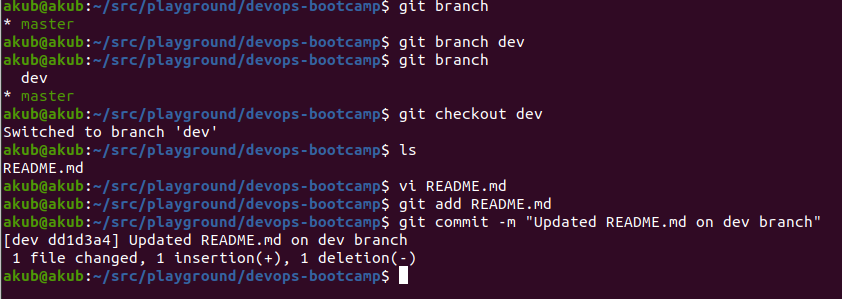 akub@akub:~/src/playground/devops-bootcamp$ git branch
* master
akub@akub:~/src/playground/devops-bootcamp$ git branch dev
akub@akub:~/src/playground/devops-bootcamp$ git branch
  dev
* master
akub@akub:~/src/playground/devops-bootcamp$ git checkout dev
Switched to branch 'dev'
akub@akub:~/src/playground/devops-bootcamp$ ls
README.md
akub@akub:~/src/playground/devops-bootcamp$ vi README.md
akub@akub:~/src/playground/devops-bootcamp$ git add README.md
akub@akub:~/src/playground/devops-bootcamp$ git commit -m "Updated README.md on dev branch"
[dev dd1d3a4] Updated README.md on dev branch
 1 file changed, 1 insertion(+), 1 deletion(-)
akub@akub:~/src/playground/devops-bootcamp$